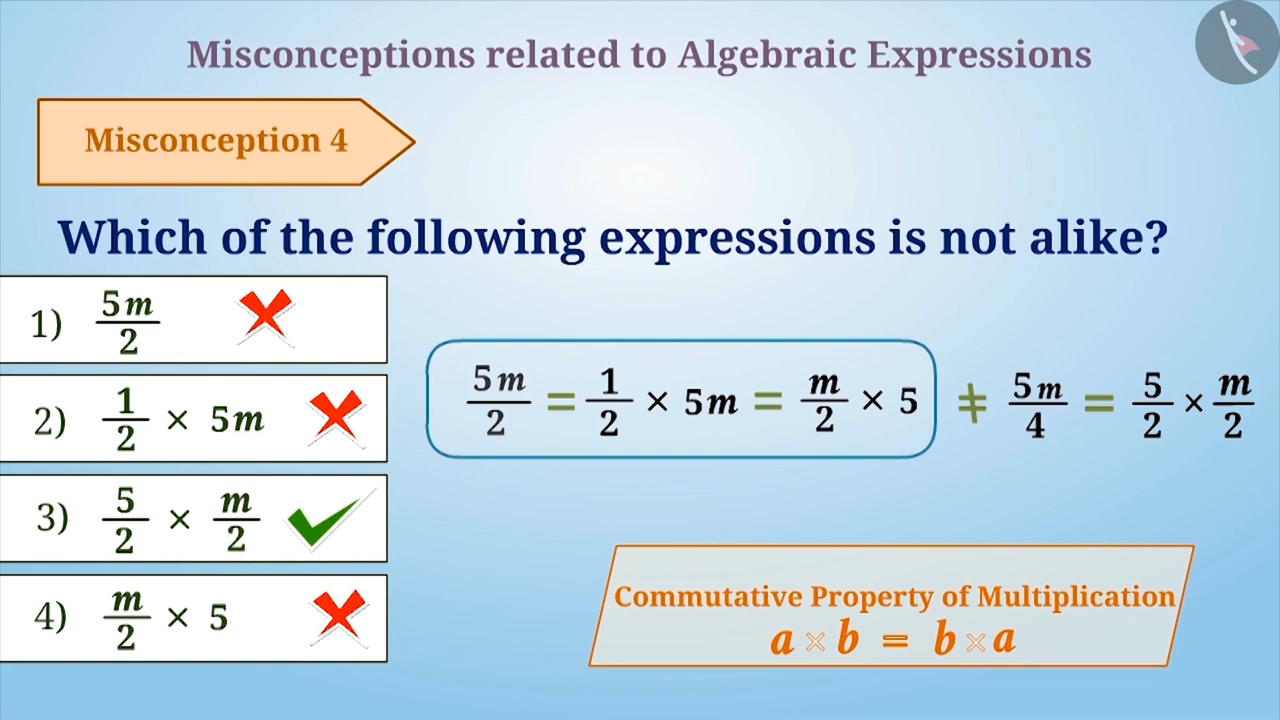 Misconceptions related to Algebraic Expressions
Misconception 4
Which of the following expressions is not alike?
1) 5m/2
2) 1/2 × 5m
3) 5/2 × m/2
4) m/2 × 5
5m/2 = 1/2 × 5m = m/2 × 5 ≠ 5m/4 = 5/2 × m/2
Commutative Property of Multiplication
a × b = b × a